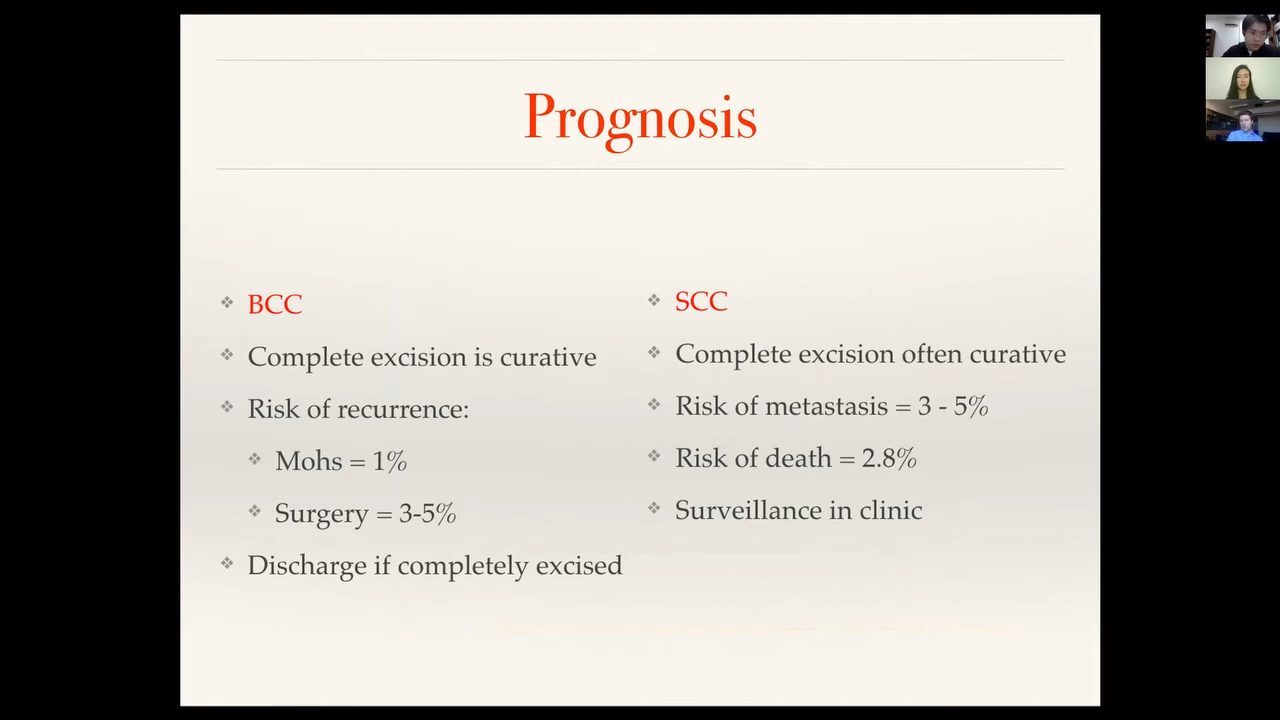 Prognosis
BCC
Complete excision is curative
Risk of recurrence:
Mohs = 1%
Surgery = 3-5%
Discharge if completely excised
SCC
Complete excision often curative
Risk of metastasis = 3 - 5%
Risk of death = 2.8%
Surveillance in clinic